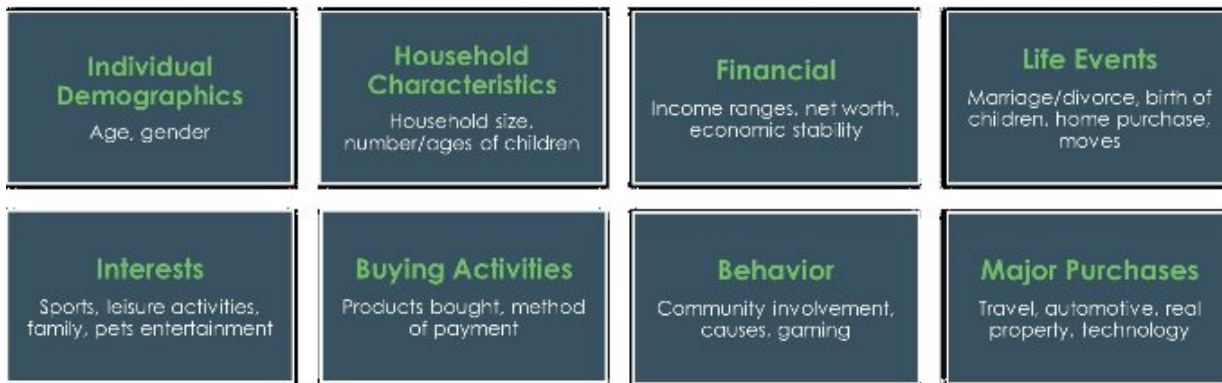 Individual
Demographics
Age, gender
Household
Characteristics
Household size,
number/ages of children
Financial
Income ranges, net worth,
economic stability
Life Events
Marriage/divorce, birth of
children, home purchase,
moves
Interests
Sports, leisure activities,
family, pets entertainment
Buying Activities
Products bought, method
of payment
Behavior
Community involvement,
causes, gaming
Major Purchases
Travel, automotive, real
property, technology